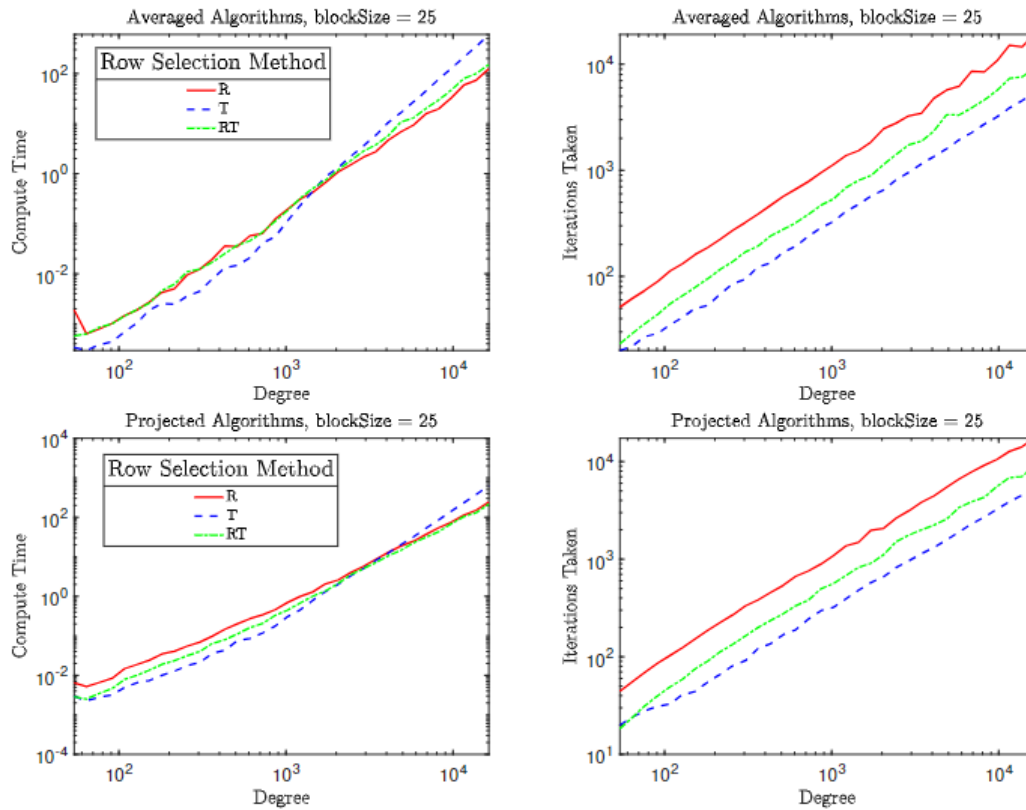 Averaged Algorithms, blockSize = 25
Compute Time
10^2
10^0
10^-2
Row Selection Method
R
T
RT
10^2
10^3
10^4
Degree
Averaged Algorithms, blockSize = 25
Iterations Taken
10^4
10^3
10^2
10^2
10^3
10^4
Degree
Projected Algorithms, blockSize = 25
Compute Time
10^4
10^2
10^0
10^-2
10^-4
Row Selection Method
R
T
RT
10^2
10^3
10^4
Degree
Projected Algorithms, blockSize = 25
Iterations Taken
10^4
10^3
10^2
10^1
10^2
10^3
10^4
Degree